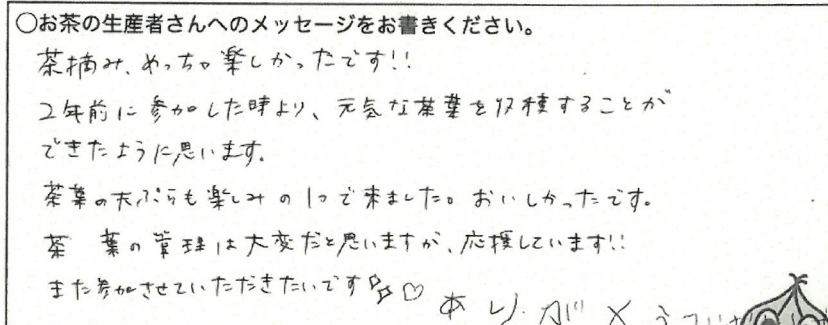 ○お茶の生産者さんへのメッセージをお書きください。
茶摘み、めっちゃ楽しかったです!!
2年前に参加した時より、元気な茶葉を収穫することが
できたように思います。
茶葉の天ぷらも楽しみの1つで来ました。おいしかったです。
茶葉の管理は大変だと思いますが、応援しています!!
また参加させていただきたいです♡
ありが